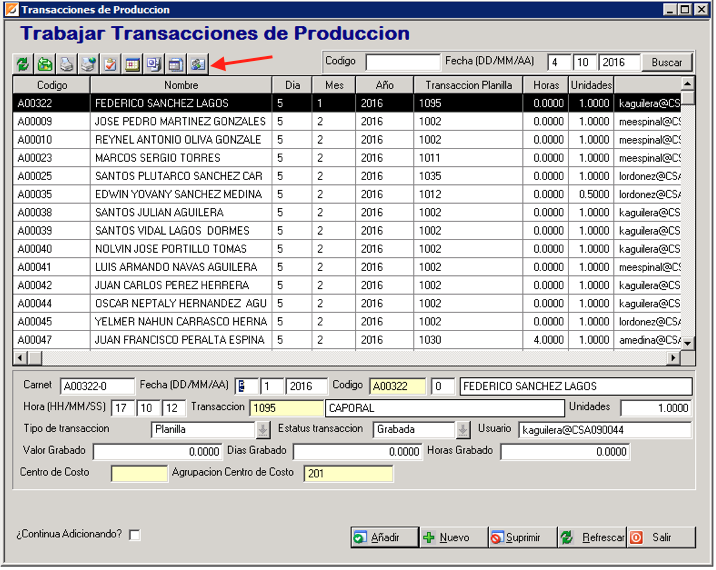 Transacciones de Produccion
Trabajar Transacciones de Produccion
Codigo Fecha (DD/MM/AA) 4 10 2016 Buscar
Codigo Nombre Dia Mes Año Transaccion Planilla Horas Unidades
A00322 FEDERICO SANCHEZ LAGOS 5 1 2016 1095 0.0000 1.0000 kaguilera@CS
A00009 JOSE PEDRO MARTINEZ GONZALES 5 2 2016 1002 0.0000 1.0000 meespinal@C
A00010 REYNEL ANTONIO OLIVA GONZALE 5 2 2016 1002 0.0000 1.0000 meespinal@C
A00023 MARCOS SERGIO TORRES 5 2 2016 1011 0.0000 1.0000 meespinal@C
A00025 SANTOS PLUTARCO SANCHEZ CAR 5 2 2016 1035 0.0000 1.0000 lordonez@CSA
A00035 EDWIN YOVANY SANCHEZ MEDINA 5 2 2016 1012 0.0000 0.5000 lordonez@CSA
A00038 SANTOS JULIAN AGUILERA 5 2 2016 1002 0.0000 1.0000 kaguilera@CS
A00039 SANTOS VIDAL LAGOS DORMES 5 2 2016 1002 0.0000 1.0000 kaguilera@CS
A00040 NOLVIN JOSE PORTILLO TOMAS 5 2 2016 1002 0.0000 1.0000 kaguilera@CS
A00041 LUIS ARMANDO NAVAS AGUILERA 5 2 2016 1002 0.0000 1.0000 meespinal@C
A00042 JUAN CARLOS PEREZ HERRERA 5 2 2016 1002 0.0000 1.0000 kaguilera@CS
A00044 OSCAR NEPTALY HERNANDEZ AGU 5 2 2016 1002 0.0000 1.0000 kaguilera@CS
A00045 YELMER NAHUN CARRASCO HERNA 5 2 2016 1002 0.0000 1.0000 lordonez@CSA
A00047 JUAN FRANCISCO PERALTA ESPINA 5 2 2016 1030 4.0000 1.0000 amedina@CSA
Carnet A00322-0 Fecha (DD/MM/AA) 5 1 2016 Codigo A00322 0 FEDERICO SANCHEZ LAGOS
Hora (HH/MM/SS) 17 10 12 Transaccion 1095 CAPORAL Unidades 1.0000
Tipo de transaccion Planilla Estatus transaccion Grabada Usuario kaguilera@CSA090044
Valor Grabado 0.0000 Dias Grabado 0.0000 Horas Grabado 0.0000
Centro de Costo Agrupacion Centro de Costo 201
¿Continua Adicionando? Añadir Nuevo Suprimir Refrescar Salir